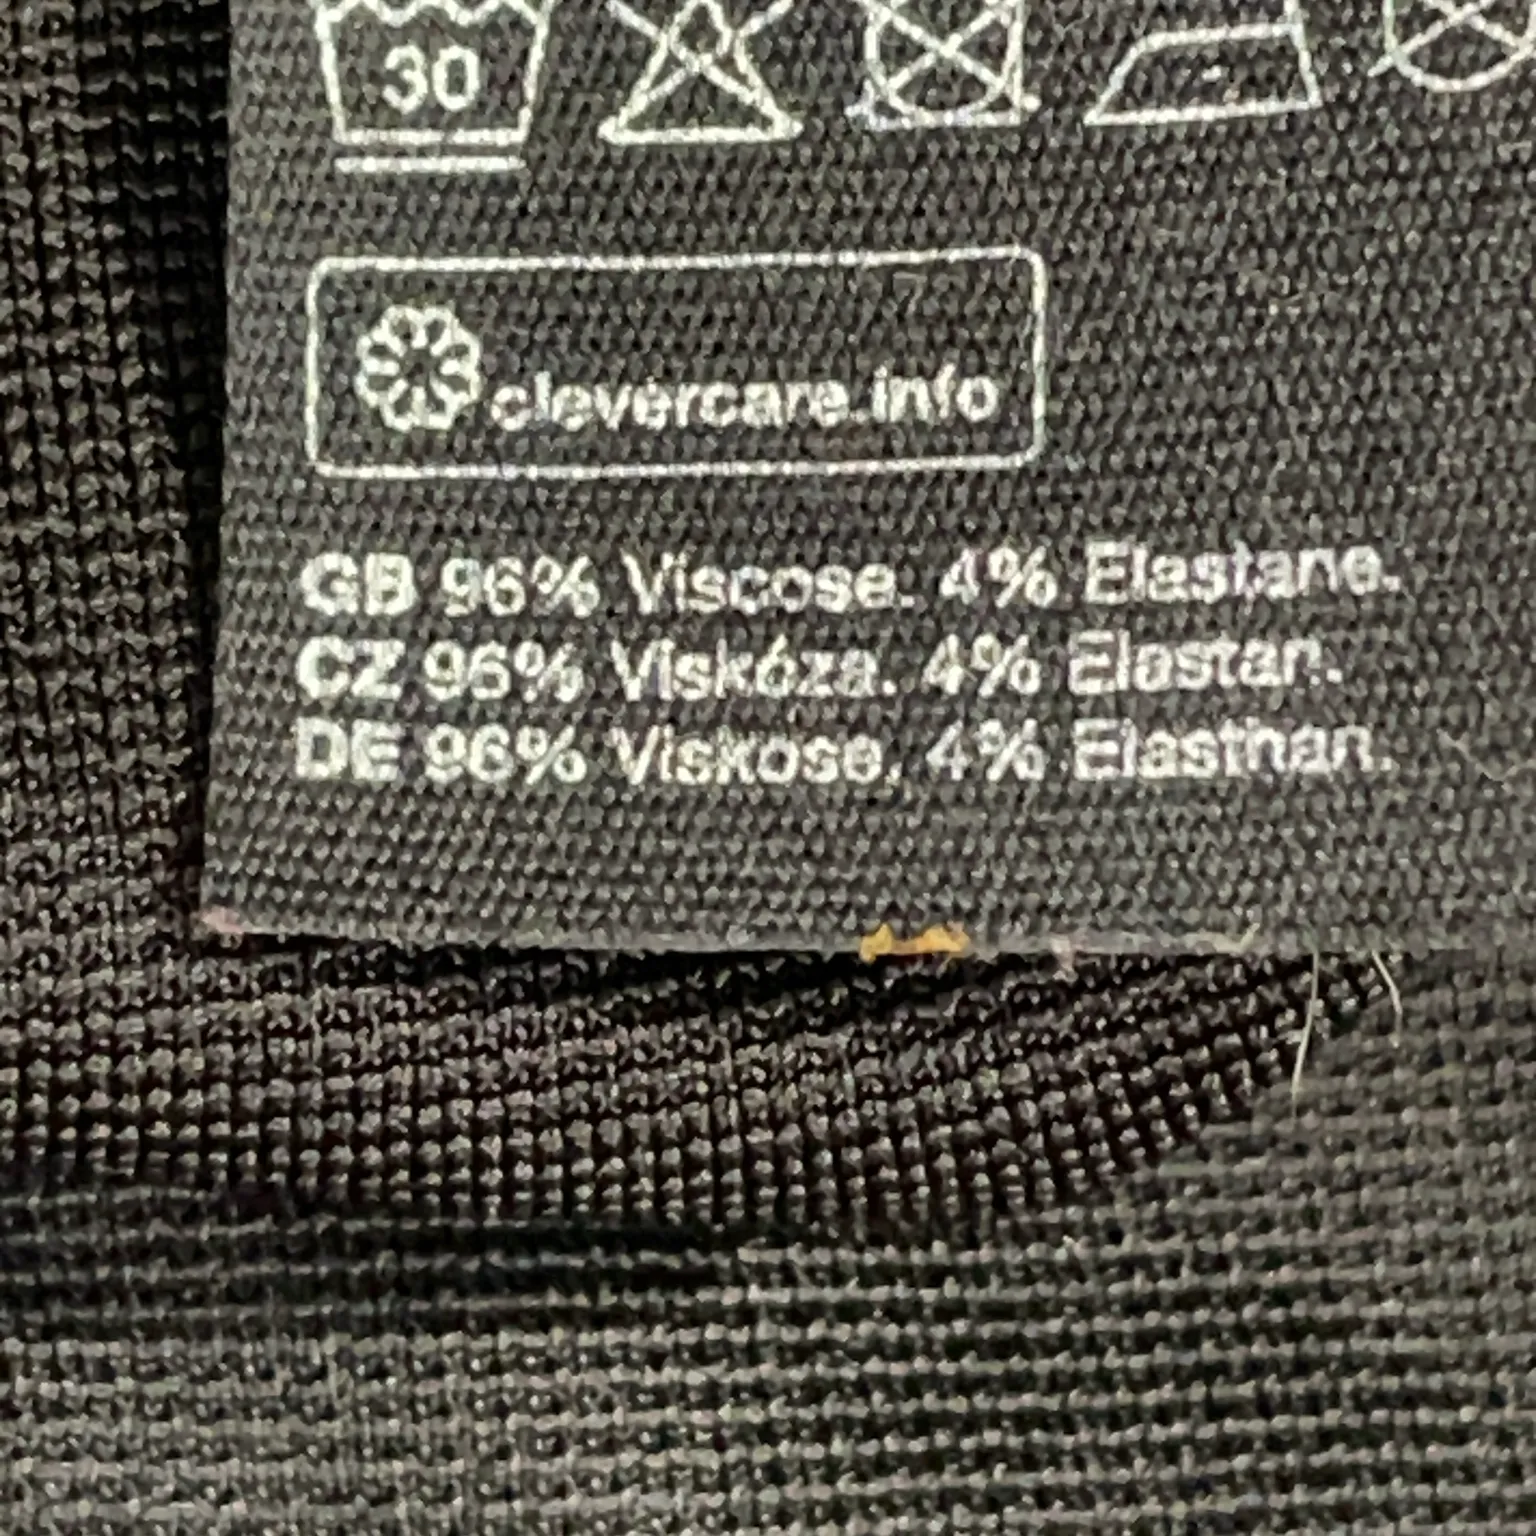 30
clevercare.info
GB 96% Viscose. 4% Elastane.
CZ 96% Viskóza. 4% Elastan.
DE 96% Viskose, 4% Elasthan.